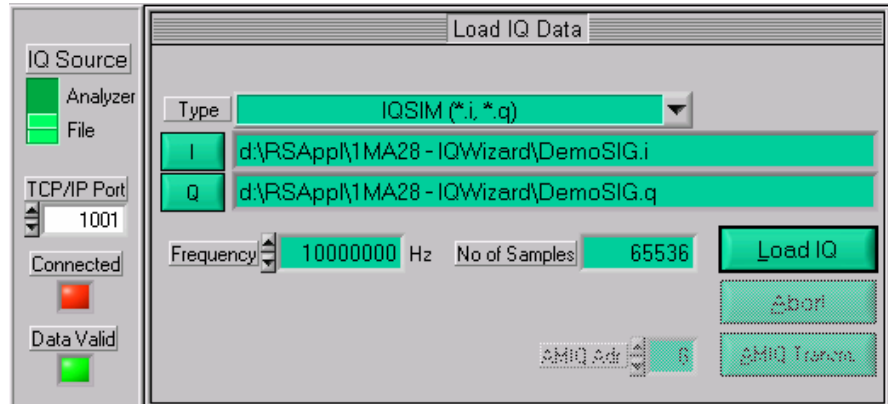 Load IQ Data
IQ Source
Analyzer
File
TCP/IP Port
1001
Connected
Data Valid
Type
IQSIM (*.i, *.q)
I
d:\RSAppl\1MA28 - IQWizard\DemoSIG.i
Q
d:\RSAppl\1MA28 - IQWizard\DemoSIG.q
Frequency 10000000 Hz
No of Samples 65536
Load IQ
Abort
AMIQ Adr 6
AMIQ Transm.